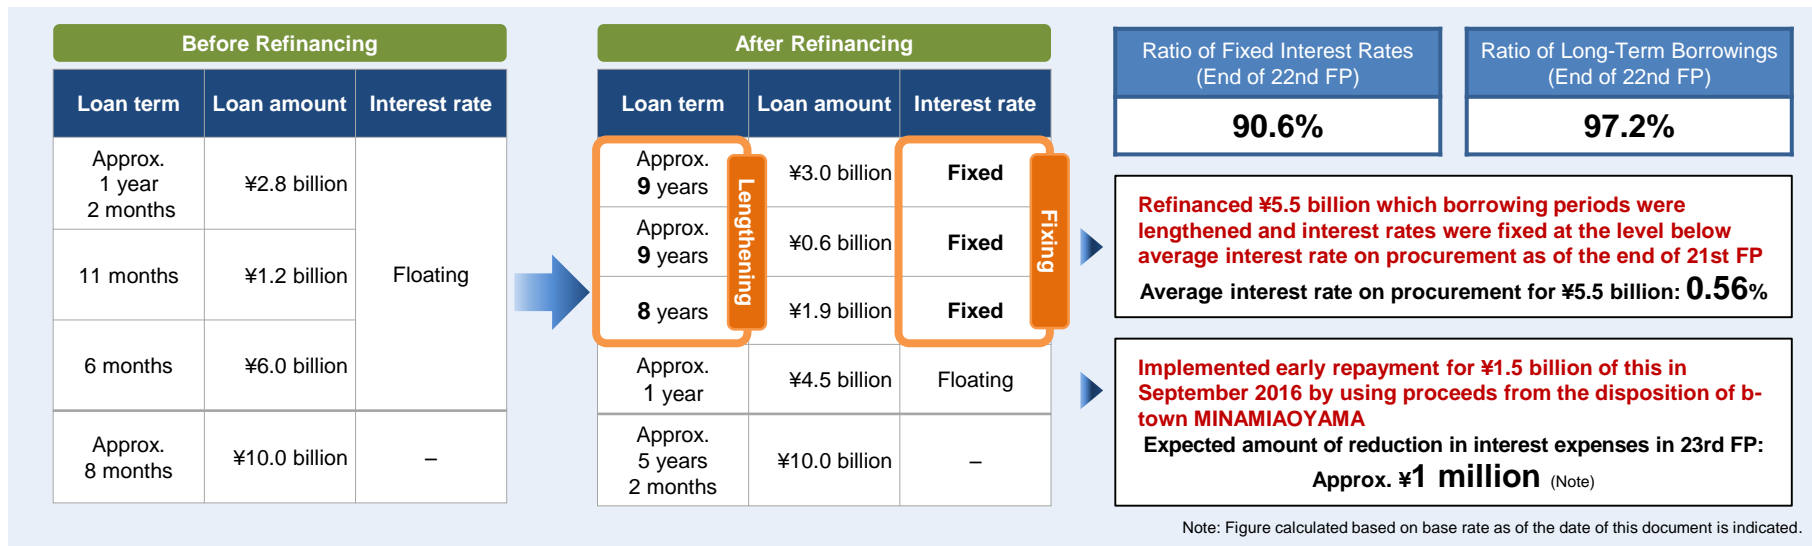 Before Refinancing
Loan term Loan amount Interest rate
Approx.
1 year
2 months
¥2.8 billion
11 months ¥1.2 billion
Floating
6 months ¥6.0 billion
Approx.
8 months
¥10.0 billion –
After Refinancing
Loan term Loan amount Interest rate
Approx.
9 years
¥3.0 billion Fixed
Approx.
9 years
¥0.6 billion Fixed
8 years ¥1.9 billion Fixed
Lengthening
Fixing
Approx.
1 year
¥4.5 billion Floating
Approx.
5 years
2 months
¥10.0 billion –
Ratio of Fixed Interest Rates
(End of 22nd FP)
90.6%
Ratio of Long-Term Borrowings
(End of 22nd FP)
97.2%
Refinanced ¥5.5 billion which borrowing periods were
lengthened and interest rates were fixed at the level below
average interest rate on procurement as of the end of 21st FP
Average interest rate on procurement for ¥5.5 billion: 0.56%
Implemented early repayment for ¥1.5 billion of this in
September 2016 by using proceeds from the disposition of b-
town MINAMIAOYAMA
Expected amount of reduction in interest expenses in 23rd FP:
Approx. ¥1 million (Note)
Note: Figure calculated based on base rate as of the date of this document is indicated.